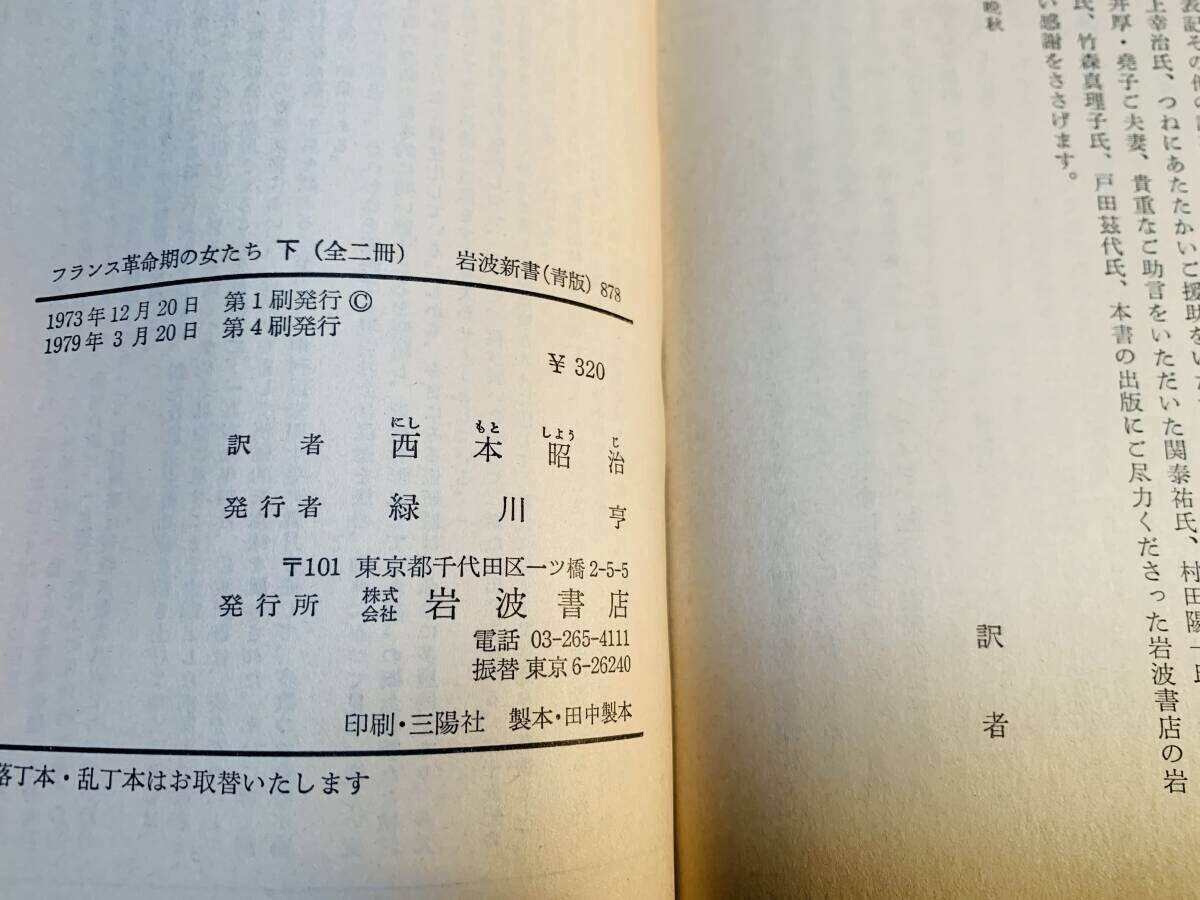 表記その他
上幸治氏、つねにあたたかいご援助をいた
井厚・堯子ご夫妻、貴重なご助言をいただいた関泰祐氏、村田陽一氏
氏、竹森真理子氏、戸田玆代氏、本書の出版にご尽力くださった岩波書店の岩
い感謝をささげます。
晩秋
訳者
フランス革命期の女たち 下 (全二冊) 岩波新書(青版) 878
1973年12月20日 第1刷発行 ©
1979年3月20日 第4刷発行
¥ 320
訳者 西本昭治
にし もと しよう じ
発行者 緑川亨
〒101 東京都千代田区一ツ橋2-5-5
発行所 株式会社 岩波書店
電話 03-265-4111
振替 東京6-26240
印刷・三陽社 製本・田中製本
落丁本・乱丁本はお取替いたします